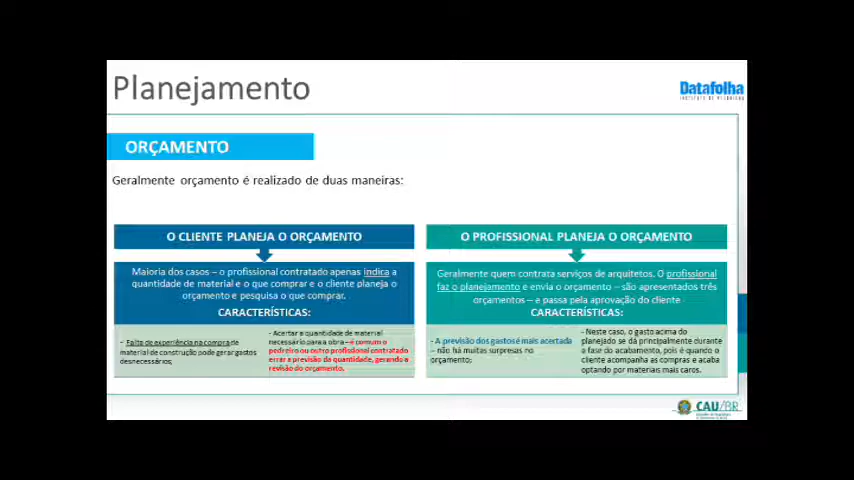 Planejamento
Datafolha
INSTITUTO DE PESQUISAS
ORÇAMENTO
Geralmente orçamento é realizado de duas maneiras:
O CLIENTE PLANEJA O ORÇAMENTO
Maioria dos casos – o profissional contratado apenas indica a
quantidade de material e o que comprar e o cliente planeja o
orçamento e pesquisa o que comprar.
CARACTERÍSTICAS:
- Falta de experiência na compra de
material de construção pode gerar gastos
desnecessários;
- Acertar a quantidade de material
necessário para a obra – é comum o
pedreiro ou outro profissional contratado
errar a previsão da quantidade, gerando a
revisão do orçamento.
O PROFISSIONAL PLANEJA O ORÇAMENTO
Geralmente quem contrata serviços de arquitetos. O profissional
faz o planejamento e envia o orçamento – são apresentados três
orçamentos – e passa pela aprovação do cliente
CARACTERÍSTICAS:
- A previsão dos gastos é mais acertada
– não há muitas surpresas no
orçamento;
- Neste caso, o gasto acima do
planejado se dá principalmente durante
a fase do acabamento, pois é quando o
cliente acompanha as compras e acaba
optando por materiais mais caros.
CAU/BR